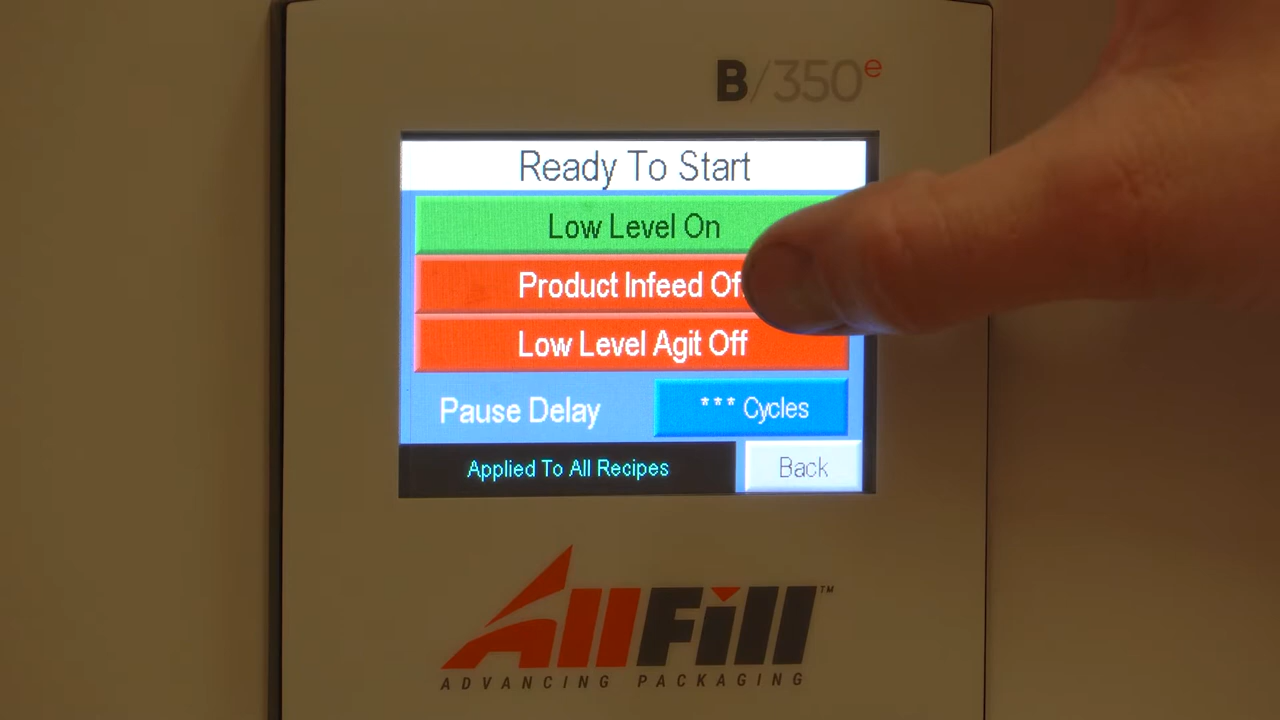 B/350e
Ready To Start
Low Level On
Product Infeed Of
Low Level Agit Off
Pause Delay
*** Cycles
Applied To All Recipes
Back
AllFill™
ADVANCING PACKAGING